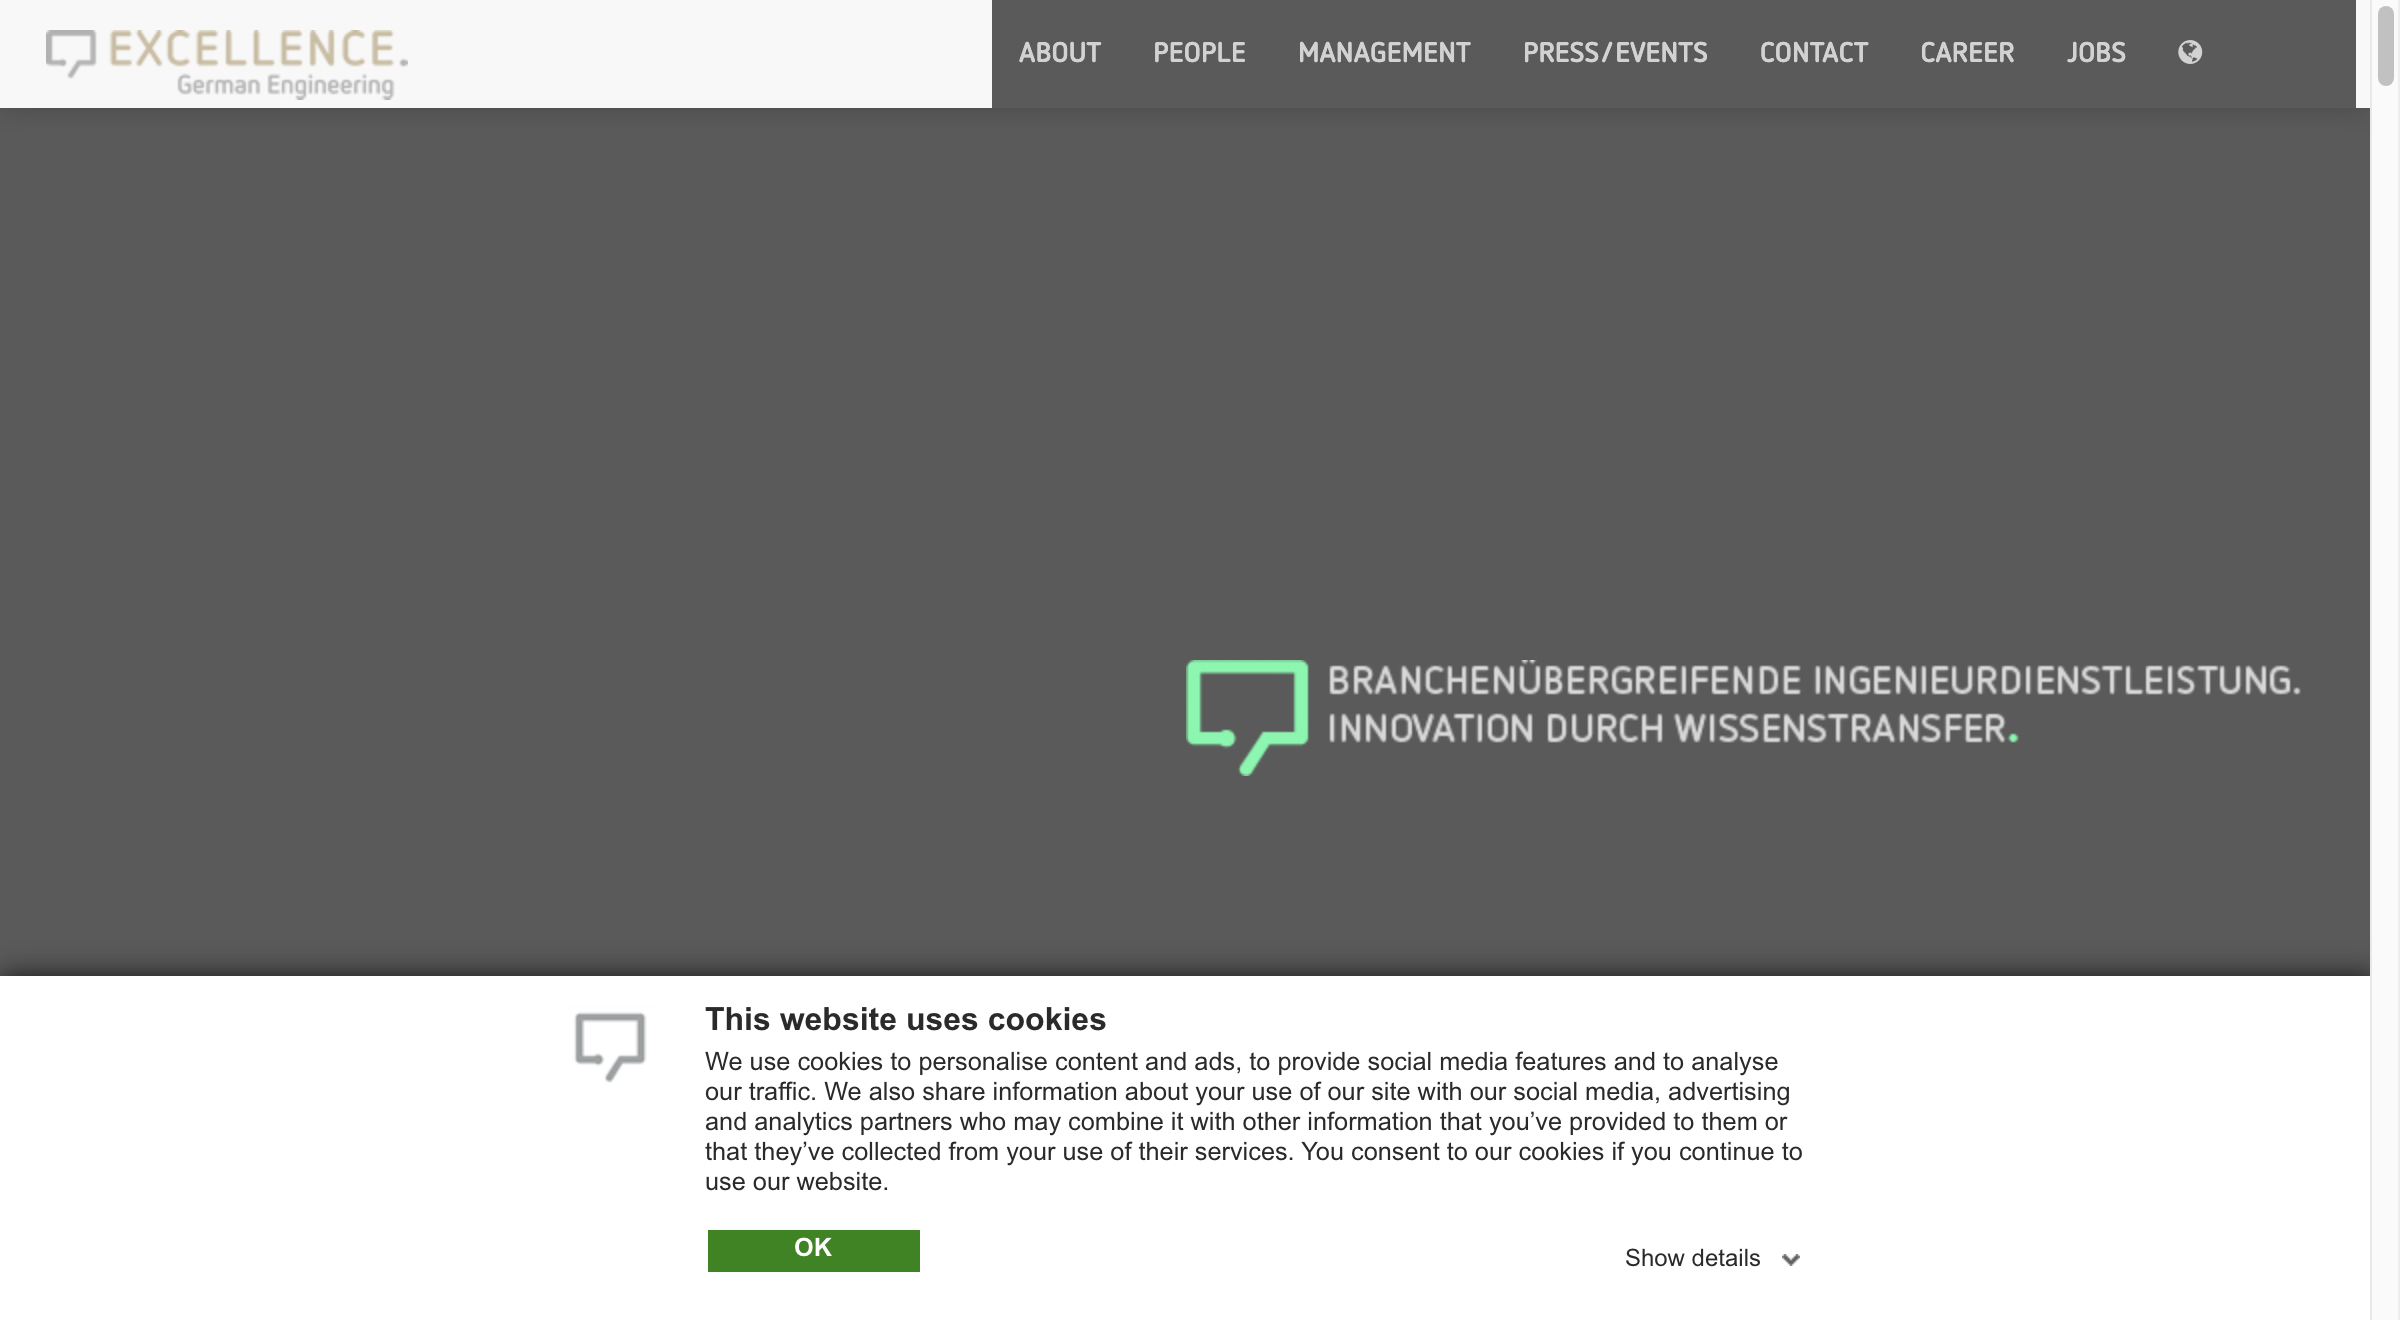 EXCELLENCE.
German Engineering
ABOUT PEOPLE MANAGEMENT PRESS/EVENTS CONTACT CAREER JOBS
BRANCHENÜBERGREIFENDE INGENIEURDIENSTLEISTUNG.
INNOVATION DURCH WISSENSTRANSFER.
This website uses cookies
We use cookies to personalise content and ads, to provide social media features and to analyse
our traffic. We also share information about your use of our site with our social media, advertising
and analytics partners who may combine it with other information that you’ve provided to them or
that they’ve collected from your use of their services. You consent to our cookies if you continue to
use our website.
OK
Show details